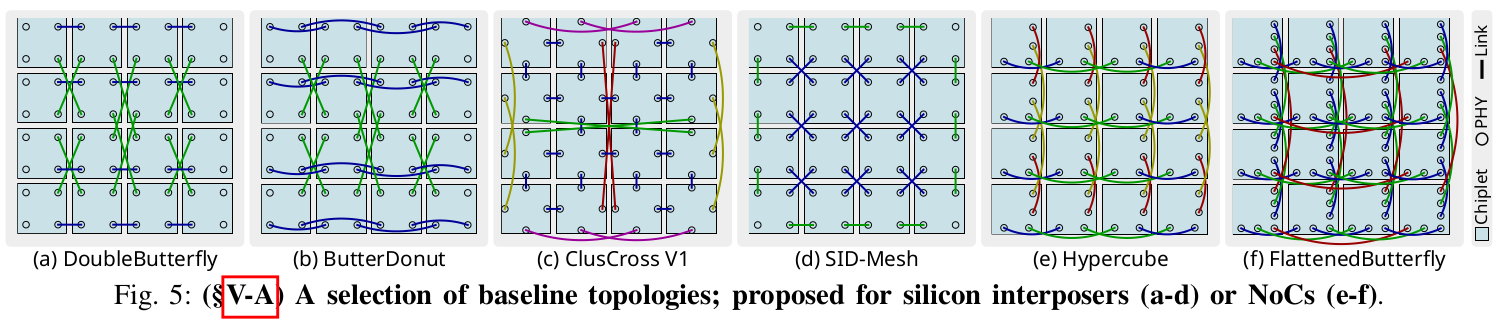 (a) DoubleButterfly (b) ButterDonut (c) ClusCross V1 (d) SID-Mesh (e) Hypercube (f) FlattenedButterfly
Chiplet PHY Link
Fig. 5: (§V-A) A selection of baseline topologies; proposed for silicon interposers (a-d) or NoCs (e-f).